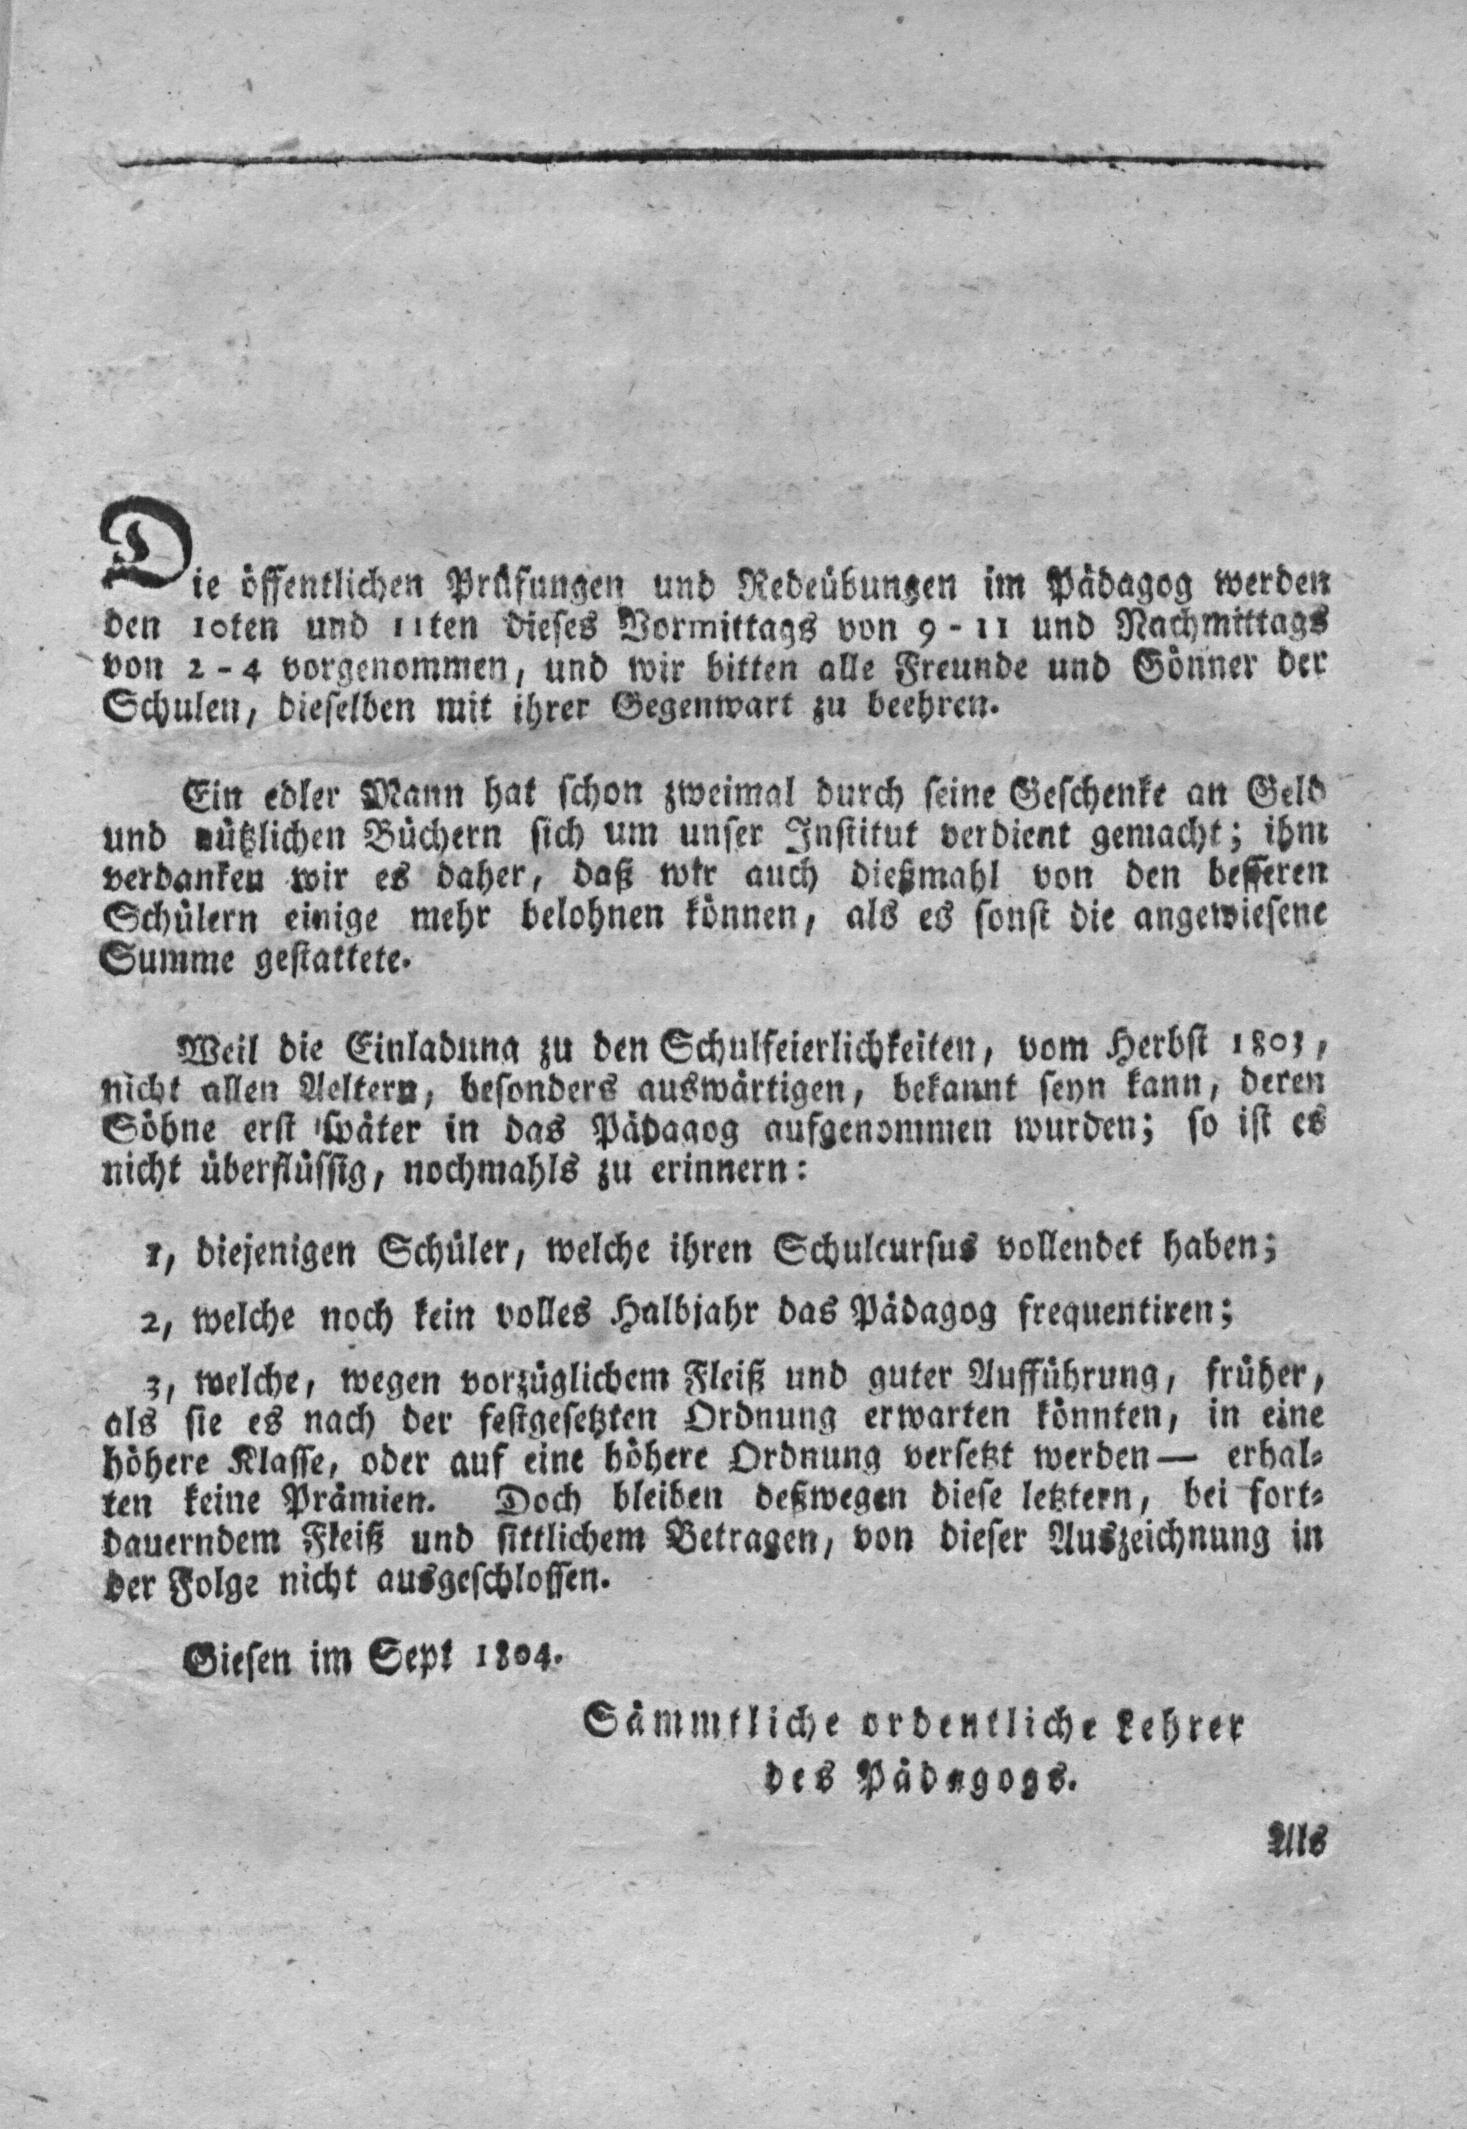 Die öffentlichen Prüfungen und Redeübungen im Pädagog werden
den 10ten und 11ten dieses Vormittags von 9 - 11 und Nachmittags
von 2 - 4 vorgenommen, und wir bitten alle Freunde und Gönner der
Schulen, dieselben mit ihrer Gegenwart zu beehren.
Ein edler Mann hat schon zweimal durch seine Geschenke an Geld
und nützlichen Büchern sich um unser Institut verdient gemacht; ihm
verdanken wir es daher, daß wir auch dießmahl von den besseren
Schülern einige mehr belohnen können, als es sonst die angewiesene
Summe gestattete.
Weil die Einladung zu den Schulfeierlichkeiten, vom Herbst 1803,
nicht allen Aeltern, besonders auswärtigen, bekannt seyn kann, deren
Söhne erst später in das Pädagog aufgenommen wurden; so ist es
nicht überflüssig, nochmahls zu erinnern:
1, diejenigen Schüler, welche ihren Schulcursus vollendet haben;
2, welche noch kein volles Halbjahr das Pädagog frequentiren;
3, welche, wegen vorzüglichem Fleiß und guter Aufführung, früher,
als sie es nach der festgesetzten Ordnung erwarten könnten, in eine
höhere Klasse, oder auf eine höhere Ordnung versetzt werden — erhal-
ten keine Prämien. Doch bleiben deßwegen diese letztern, bei fort-
dauerndem Fleiß und sittlichem Betragen, von dieser Auszeichnung in
der Folge nicht ausgeschlossen.
Giesen im Sept 1804.
Sämmtliche ordentliche Lehrer
des Pädagogs.
Als